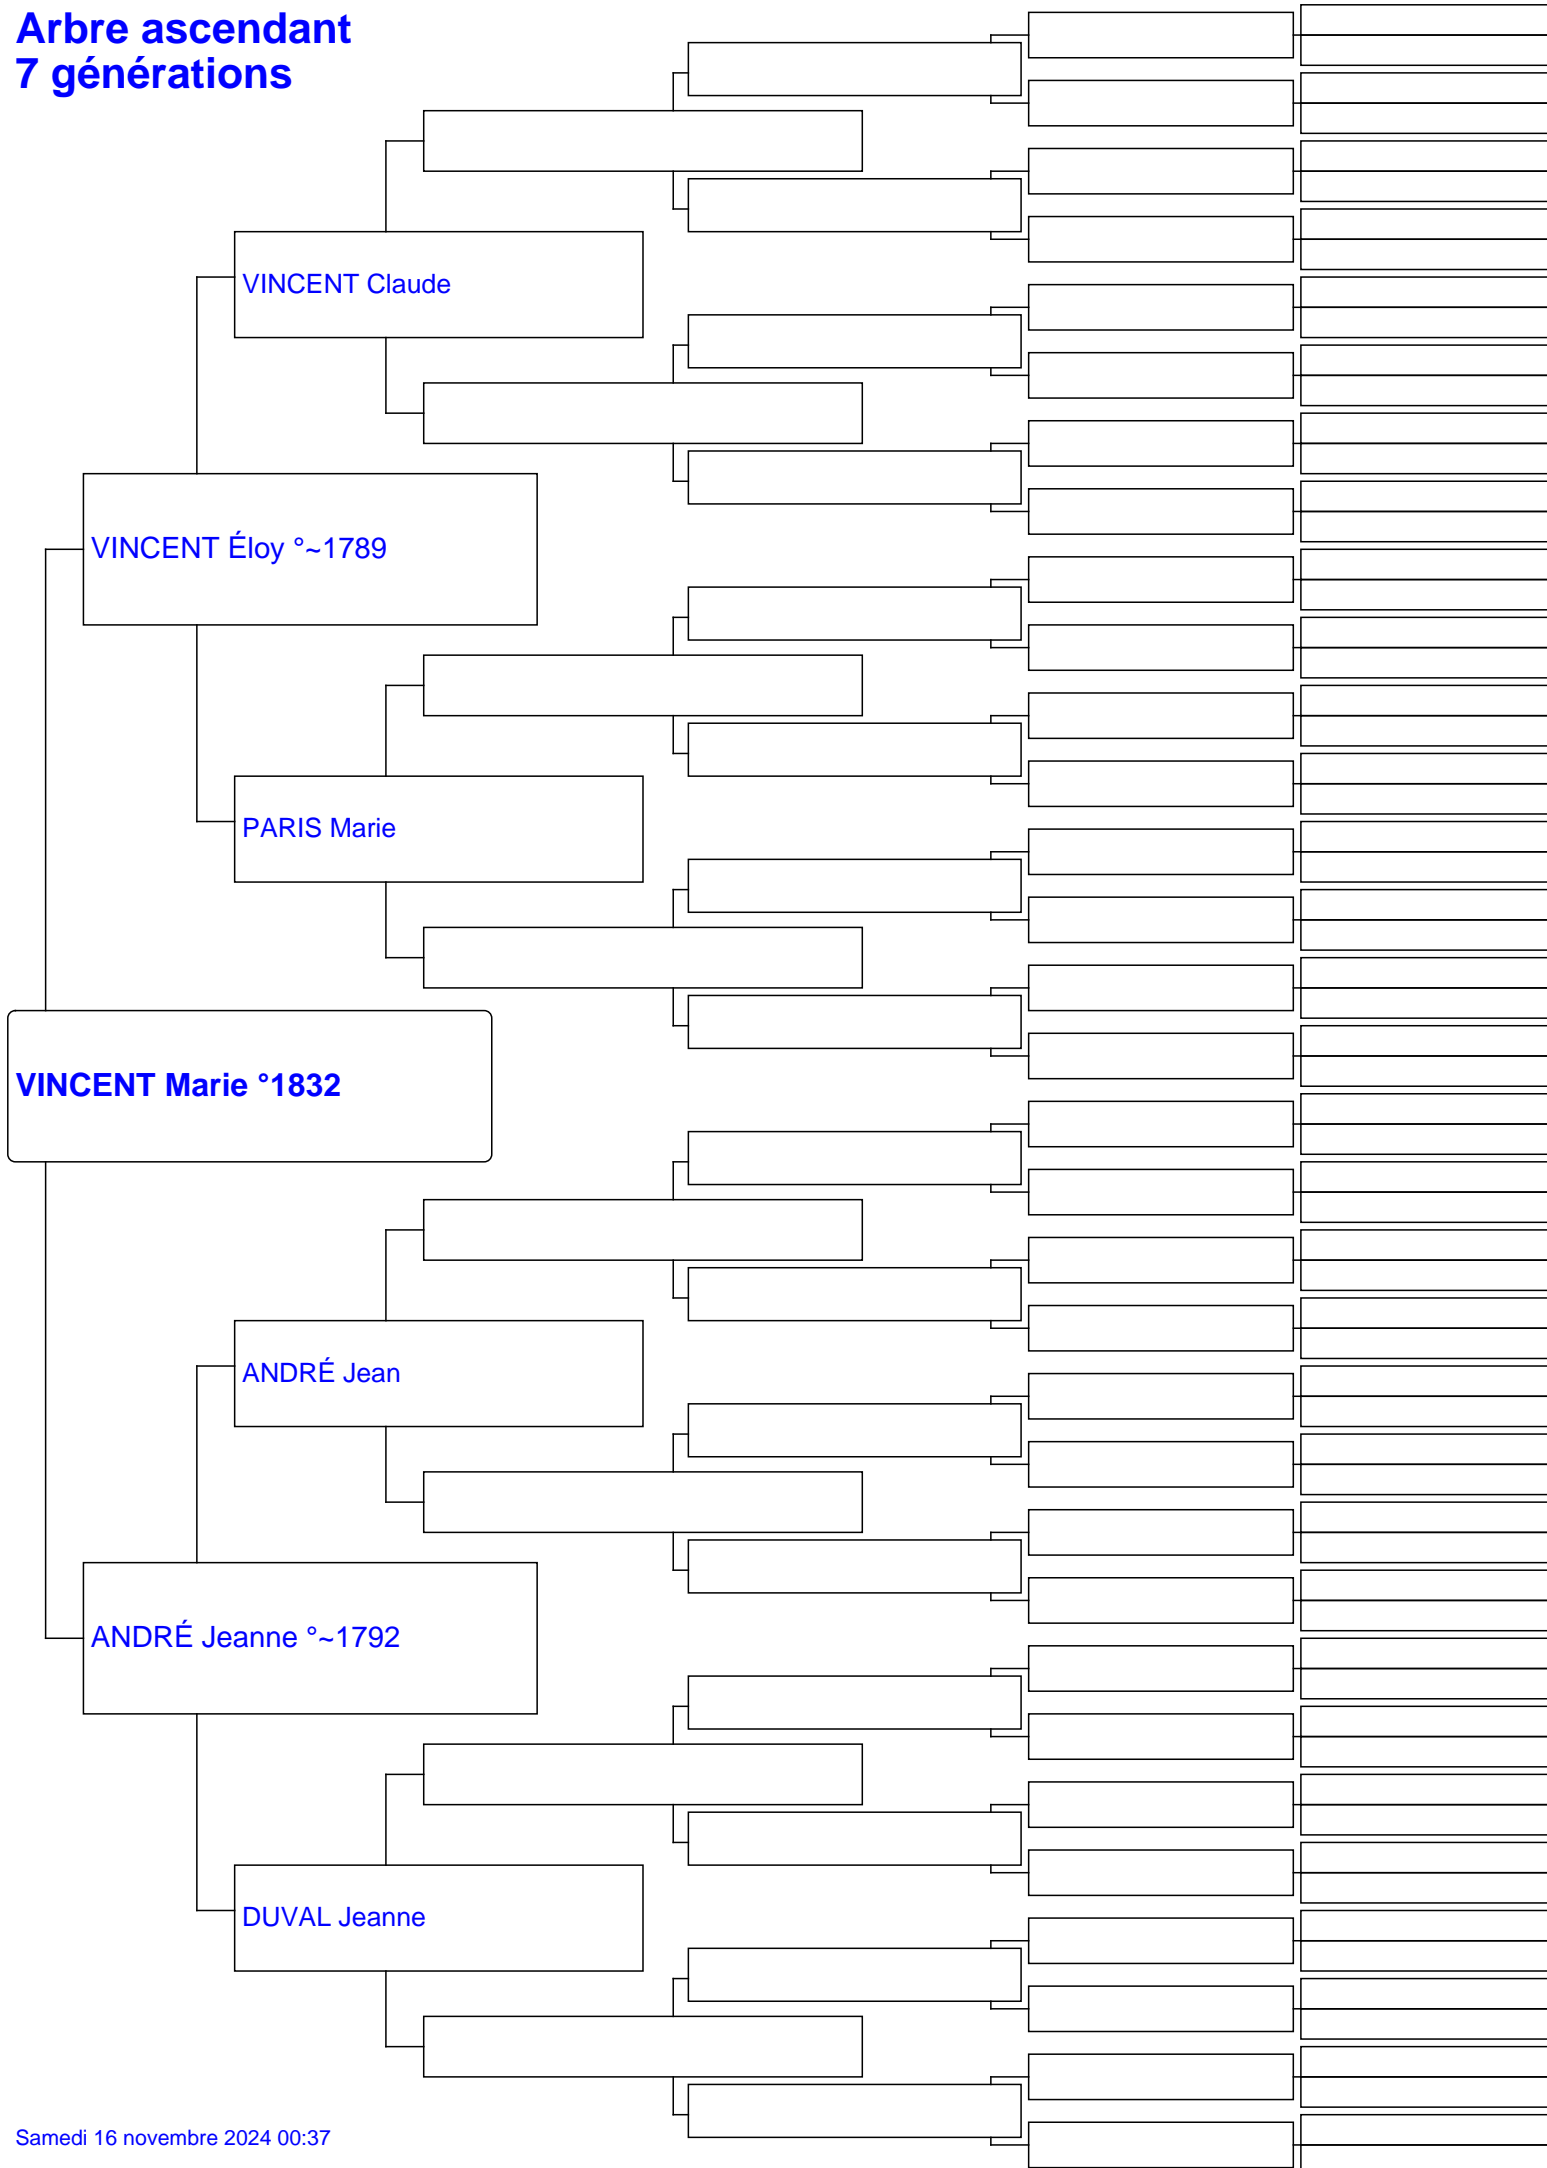 Arbre ascendant
7 générations
VINCENT Claude
VINCENT Éloy °~1789
PARIS Marie
VINCENT Marie °1832
ANDRÉ Jean
ANDRÉ Jeanne °~1792
DUVAL Jeanne
Samedi 16 novembre 2024 00:37